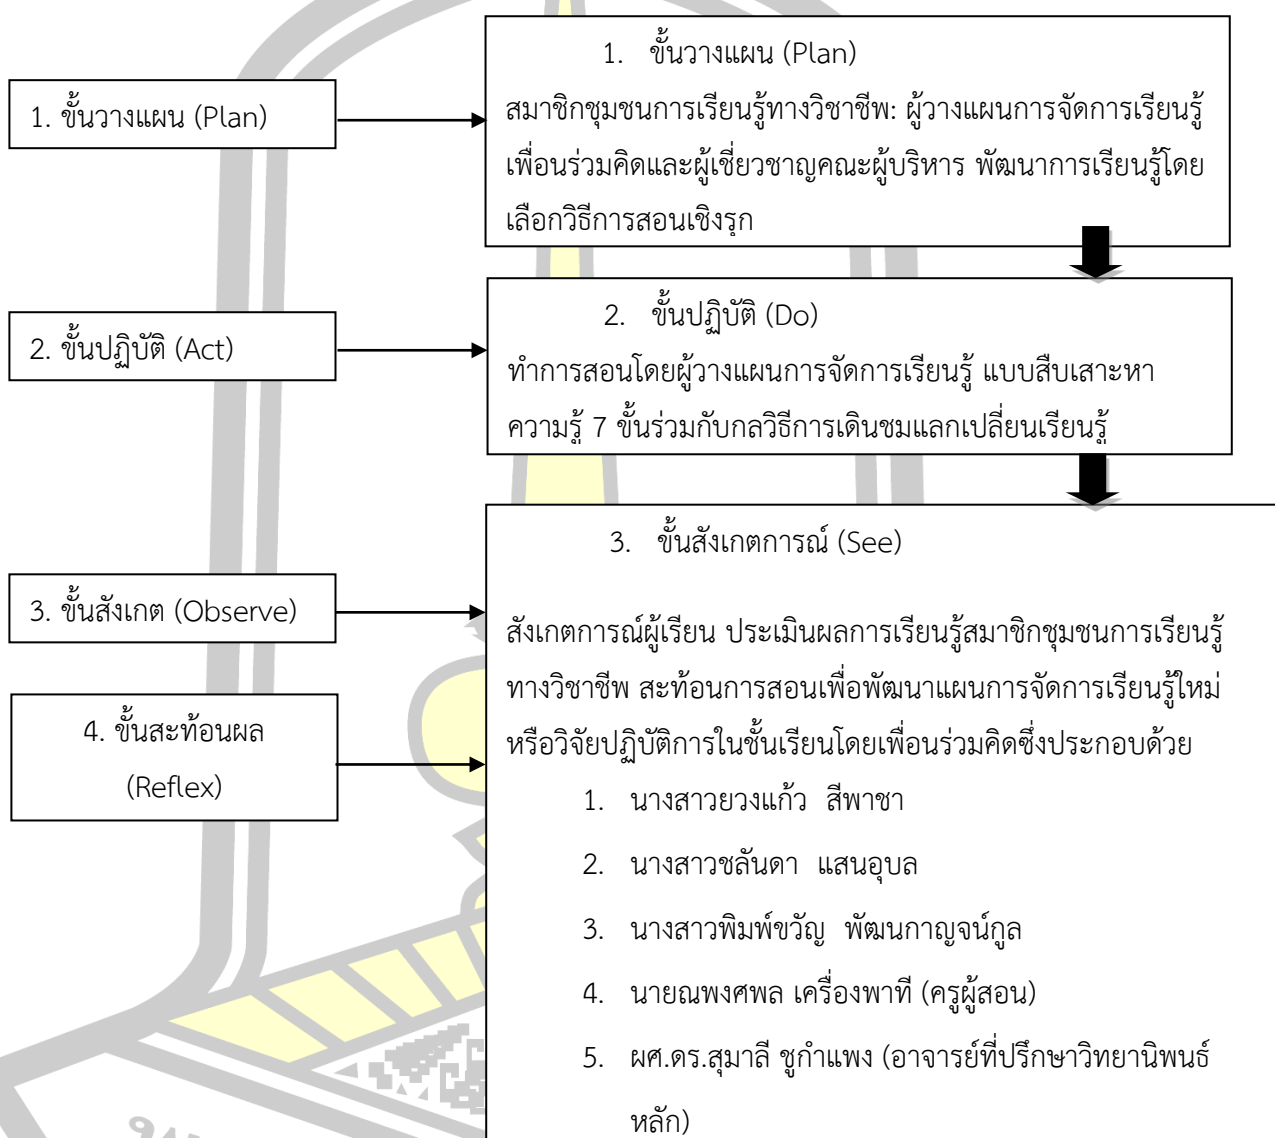 1. ขั้นวางแผน (Plan)
1. ขั้นวางแผน (Plan)
สมาชิกชุมชนการเรียนรู้ทางวิชาชีพ: ผู้วางแผนการจัดการเรียนรู้
เพื่อนร่วมคิดและผู้เชี่ยวชาญคณะผู้บริหาร พัฒนาการเรียนรู้โดย
เลือกวิธีการสอนเชิงรุก
2. ขั้นปฏิบัติ (Act)
2. ขั้นปฏิบัติ (Do)
ทำการสอนโดยผู้วางแผนการจัดการเรียนรู้ แบบสืบเสาะหา
ความรู้ 7 ขั้นร่วมกับกลวิธีการเดินชมแลกเปลี่ยนเรียนรู้
3. ขั้นสังเกต (Observe)
4. ขั้นสะท้อนผล
(Reflex)
3. ขั้นสังเกตการณ์ (See)
สังเกตการณ์ผู้เรียน ประเมินผลการเรียนรู้สมาชิกชุมชนการเรียนรู้
ทางวิชาชีพ สะท้อนการสอนเพื่อพัฒนาแผนการจัดการเรียนรู้ใหม่
หรือวิจัยปฏิบัติการในชั้นเรียนโดยเพื่อนร่วมคิดซึ่งประกอบด้วย
1. นางสาวยวงแก้ว สีพาชา
2. นางสาวชลันดา แสนอุบล
3. นางสาวพิมพ์ขวัญ พัฒนกาญจน์กูล
4. นายณพงศพล เครื่องพาที (ครูผู้สอน)
5. ผศ.ดร.สุมาลี ชูกำแพง (อาจารย์ที่ปรึกษาวิทยานิพนธ์
หลัก)